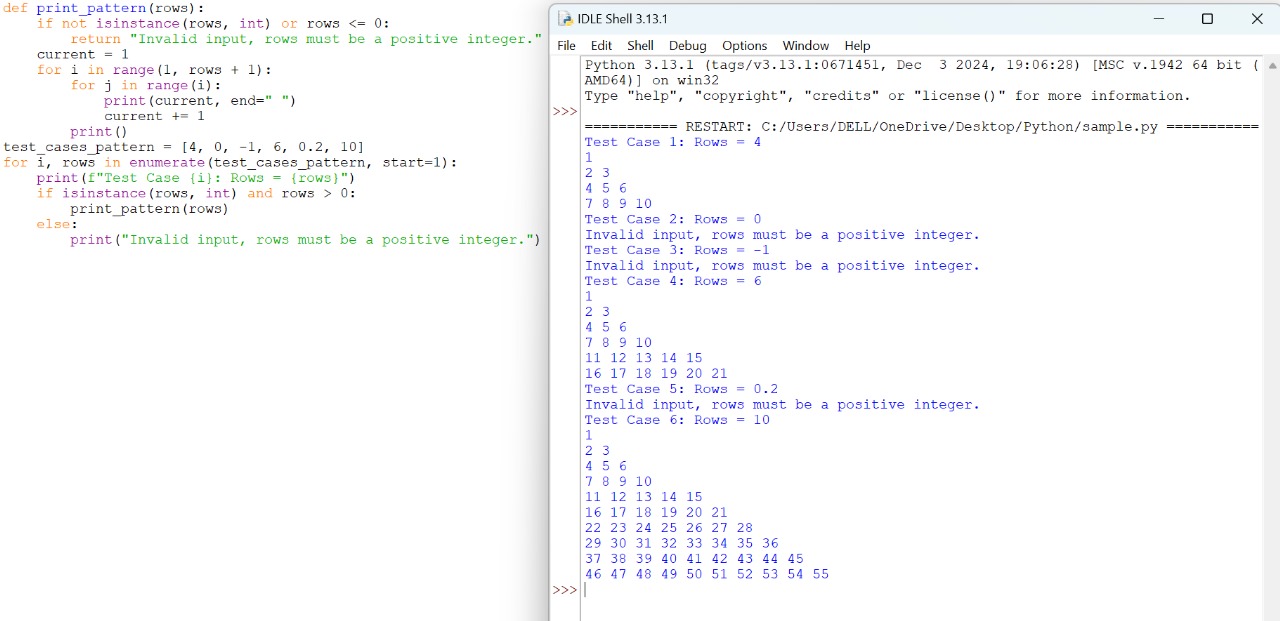 def print_pattern(rows):
    if not isinstance(rows, int) or rows <= 0:
        return "Invalid input, rows must be a positive integer."
    current = 1
    for i in range(1, rows + 1):
        for j in range(i):
            print(current, end=" ")
            current += 1
        print()
test_cases_pattern = [4, 0, -1, 6, 0.2, 10]
for i, rows in enumerate(test_cases_pattern, start=1):
    print(f"Test Case {i}: Rows = {rows}")
    if isinstance(rows, int) and rows > 0:
        print_pattern(rows)
    else:
        print("Invalid input, rows must be a positive integer.")
IDLE Shell 3.13.1
File Edit Shell Debug Options Window Help
Python 3.13.1 (tags/v3.13.1:0671451, Dec  3 2024, 19:06:28) [MSC v.1942 64 bit (
AMD64)] on win32
Type "help", "copyright", "credits" or "license()" for more information.
>>>
=========== RESTART: C:/Users/DELL/OneDrive/Desktop/Python/sample.py ===========
Test Case 1: Rows = 4
1
2 3
4 5 6
7 8 9 10
Test Case 2: Rows = 0
Invalid input, rows must be a positive integer.
Test Case 3: Rows = -1
Invalid input, rows must be a positive integer.
Test Case 4: Rows = 6
1
2 3
4 5 6
7 8 9 10
11 12 13 14 15
16 17 18 19 20 21
Test Case 5: Rows = 0.2
Invalid input, rows must be a positive integer.
Test Case 6: Rows = 10
1
2 3
4 5 6
7 8 9 10
11 12 13 14 15
16 17 18 19 20 21
22 23 24 25 26 27 28
29 30 31 32 33 34 35 36
37 38 39 40 41 42 43 44 45
46 47 48 49 50 51 52 53 54 55
>>>